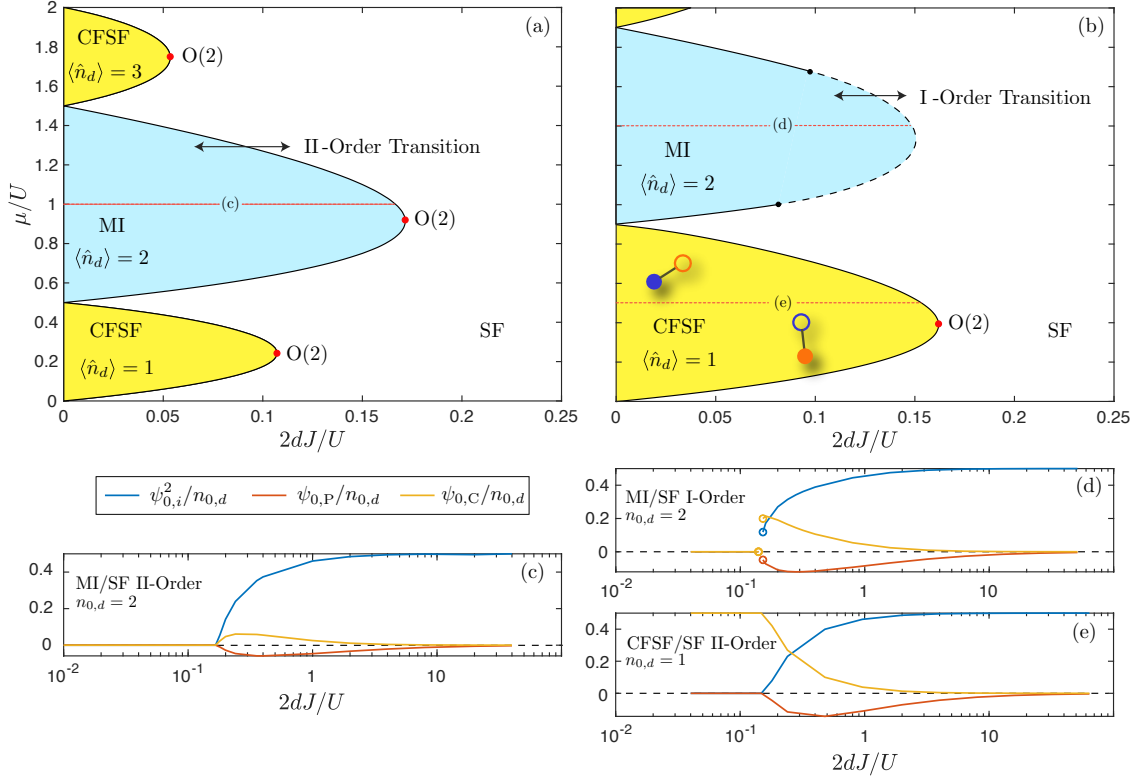 (a)
CFSF
⟨n̂_d⟩ = 3
O(2)
II-Order Transition
(c)
MI
⟨n̂_d⟩ = 2
O(2)
CFSF
⟨n̂_d⟩ = 1
O(2)
SF
μ/U
2
1.8
1.6
1.4
1.2
1
0.8
0.6
0.4
0.2
0
0 0.05 0.1 0.15 0.2 0.25
2dJ/U
(b)
I-Order Transition
(d)
MI
⟨n̂_d⟩ = 2
(e)
CFSF
⟨n̂_d⟩ = 1
O(2)
SF
0 0.05 0.1 0.15 0.2 0.25
2dJ/U
ψ²_{0,i}/n_{0,d} ψ_{0,P}/n_{0,d} ψ_{0,C}/n_{0,d}
MI/SF II-Order
n_{0,d} = 2
(c)
0.4
0.2
0
10⁻² 10⁻¹ 10⁰ 1 10
2dJ/U
MI/SF I-Order
n_{0,d} = 2
(d)
0.4
0.2
0
10⁻² 10⁻¹ 1 10
CFSF/SF II-Order
n_{0,d} = 1
(e)
0.4
0.2
0
10⁻² 10⁻¹ 1 10
2dJ/U